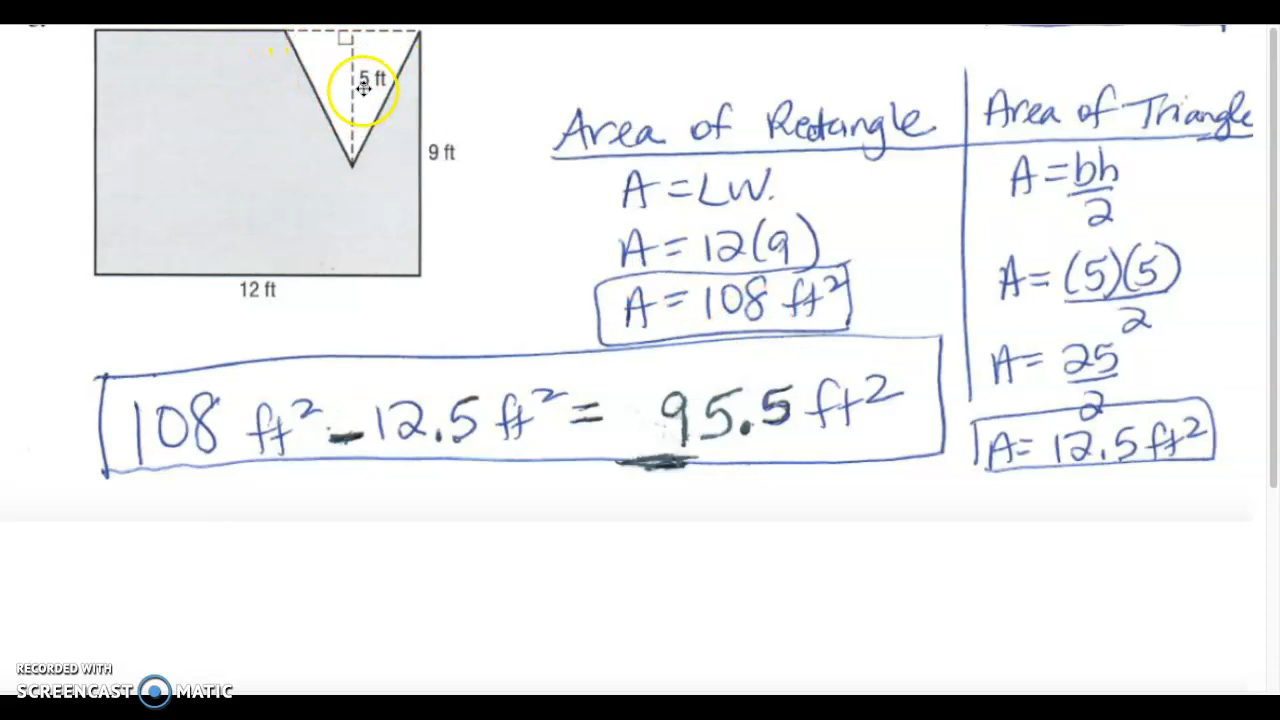 5 ft
9 ft
12 ft
Area of Rectangle
A = LW.
A = 12(9)
A = 108 ft²
Area of Triangle
A = bh/2
A = (5)(5)/2
A = 25/2
A = 12.5 ft²
108 ft² - 12.5 ft² = 95.5 ft²
RECORDED WITH
SCREENCAST MATIC